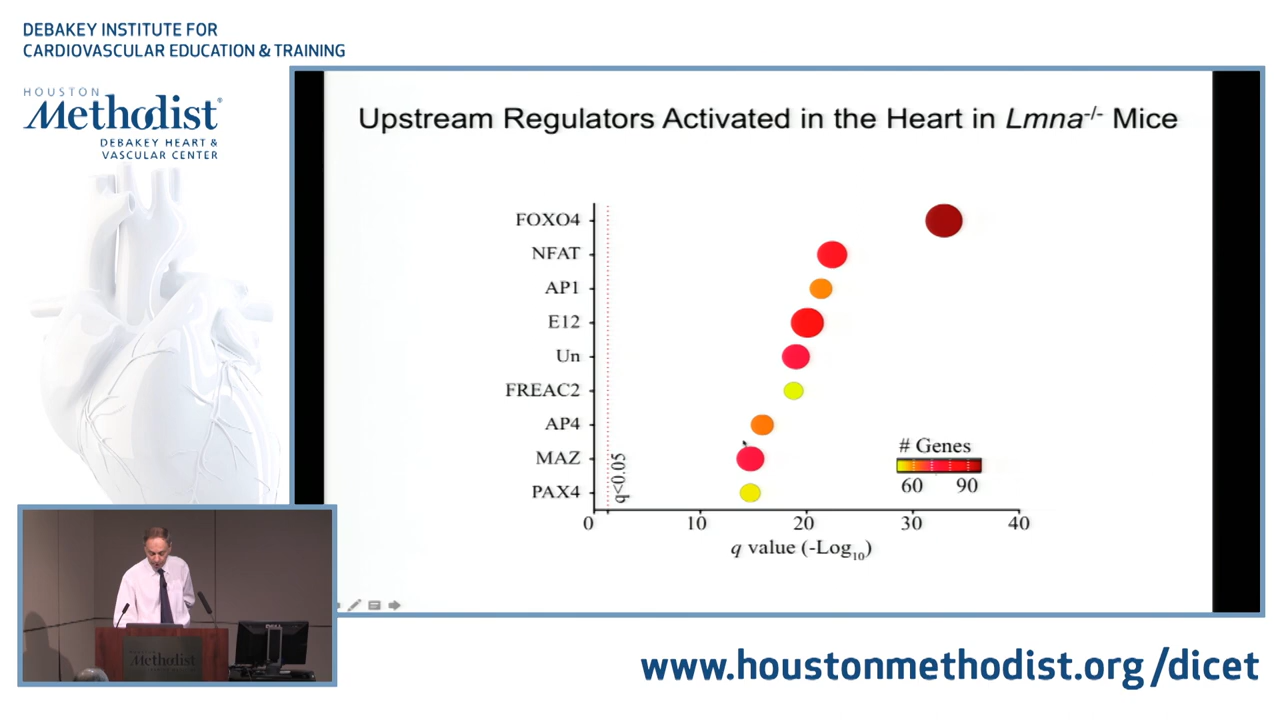 DEBAKEY INSTITUTE FOR
CARDIOVASCULAR EDUCATION & TRAINING
HOUSTON
Methodist®
DEBAKEY HEART &
VASCULAR CENTER
Upstream Regulators Activated in the Heart in Lmna-/- Mice
FOXO4
NFAT
AP1
E12
Un
FREAC2
AP4
MAZ
PAX4
q<0.05
# Genes
60 90
0 10 20 30 40
q value (-Log10)
HOUSTON
Methodist
www.houstonmethodist.org/dicet